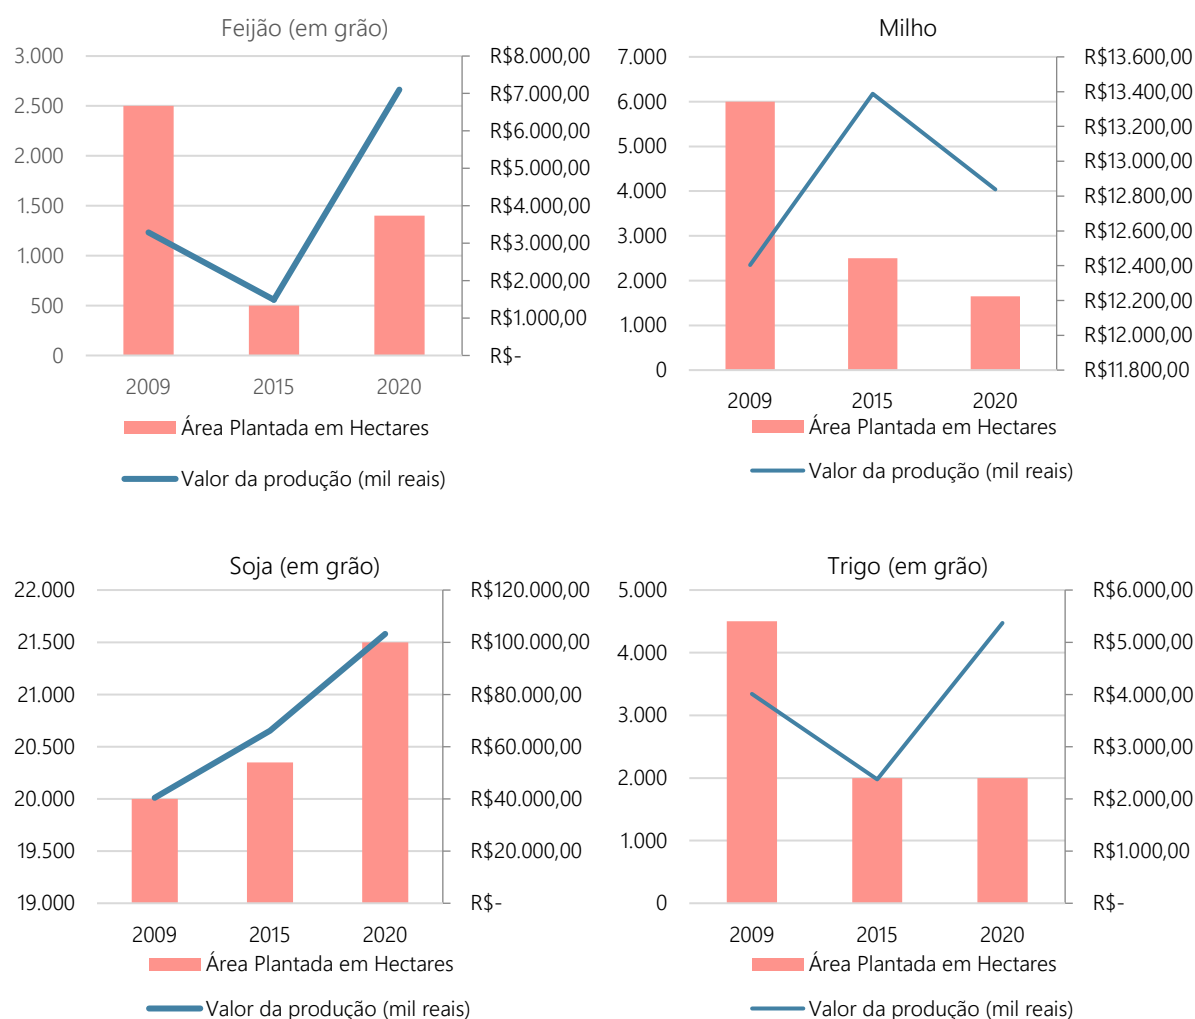 Feijão (em grão)
3.000
2.500
2.000
1.500
1.000
500
0
R$8.000,00
R$7.000,00
R$6.000,00
R$5.000,00
R$4.000,00
R$3.000,00
R$2.000,00
R$1.000,00
R$-
2009 2015 2020
Área Plantada em Hectares
Valor da produção (mil reais)
Milho
7.000
6.000
5.000
4.000
3.000
2.000
1.000
0
R$13.600,00
R$13.400,00
R$13.200,00
R$13.000,00
R$12.800,00
R$12.600,00
R$12.400,00
R$12.200,00
R$12.000,00
R$11.800,00
2009 2015 2020
Área Plantada em Hectares
Valor da produção (mil reais)
Soja (em grão)
22.000
21.500
21.000
20.500
20.000
19.500
19.000
R$120.000,00
R$100.000,00
R$80.000,00
R$60.000,00
R$40.000,00
R$20.000,00
R$-
2009 2015 2020
Área Plantada em Hectares
Valor da produção (mil reais)
Trigo (em grão)
5.000
4.000
3.000
2.000
1.000
0
R$6.000,00
R$5.000,00
R$4.000,00
R$3.000,00
R$2.000,00
R$1.000,00
R$-
2009 2015 2020
Área Plantada em Hectares
Valor da produção (mil reais)